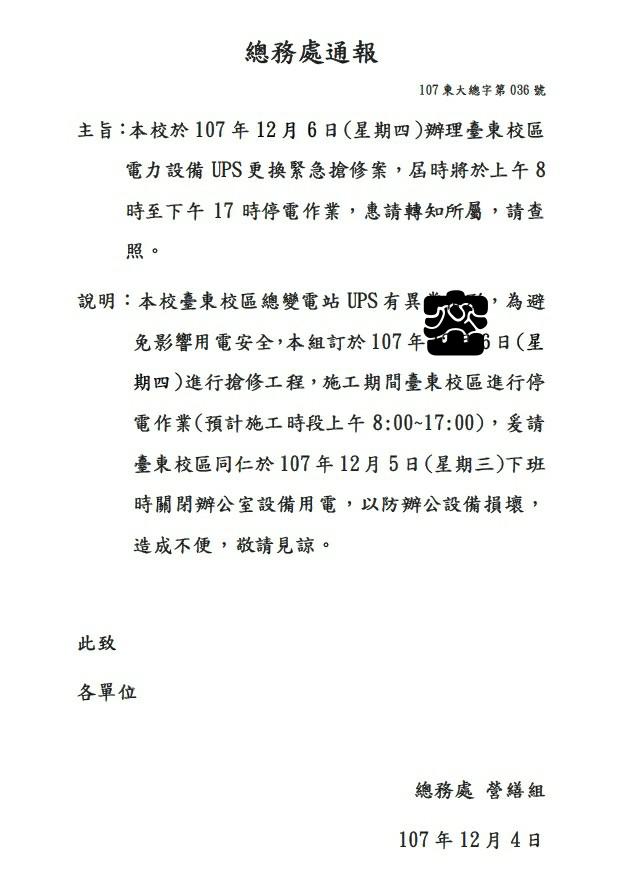 總務處通報
107東大總字第036號
主旨：本校於107年12月6日(星期四)辦理臺東校區
電力設備UPS更換緊急搶修案，屆時將於上午8
時至下午17時停電作業，惠請轉知所屬，請查
照。
說明：本校臺東校區總變電站UPS有異，為避
免影響用電安全，本組訂於107年6日(星
期四)進行搶修工程，施工期間臺東校區進行停
電作業(預計施工時段上午8:00~17:00)，爰請
臺東校區同仁於107年12月5日(星期三)下班
時關閉辦公室設備用電，以防辦公設備損壞，
造成不便，敬請見諒。
此致
各單位
總務處 營繕組
107年12月4日